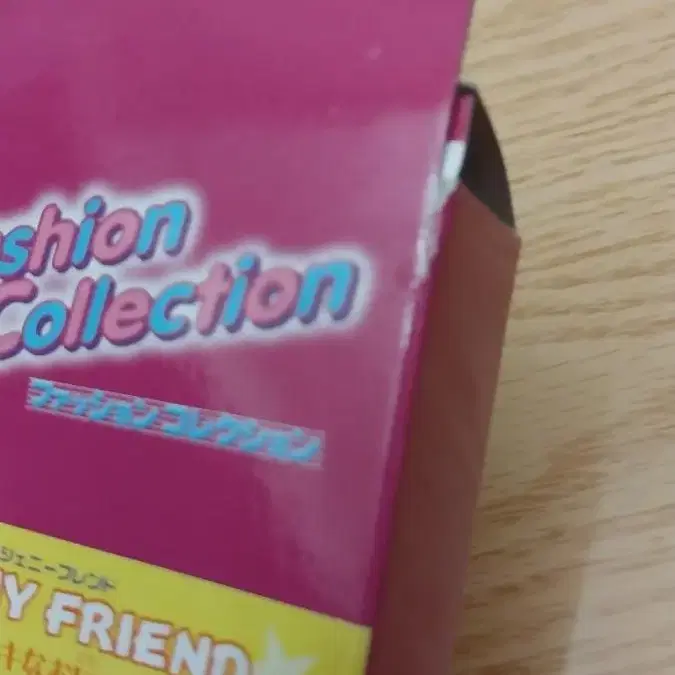 shion
Collection
ファッション コレクション
ジェニーフレンド
NY FRIEND